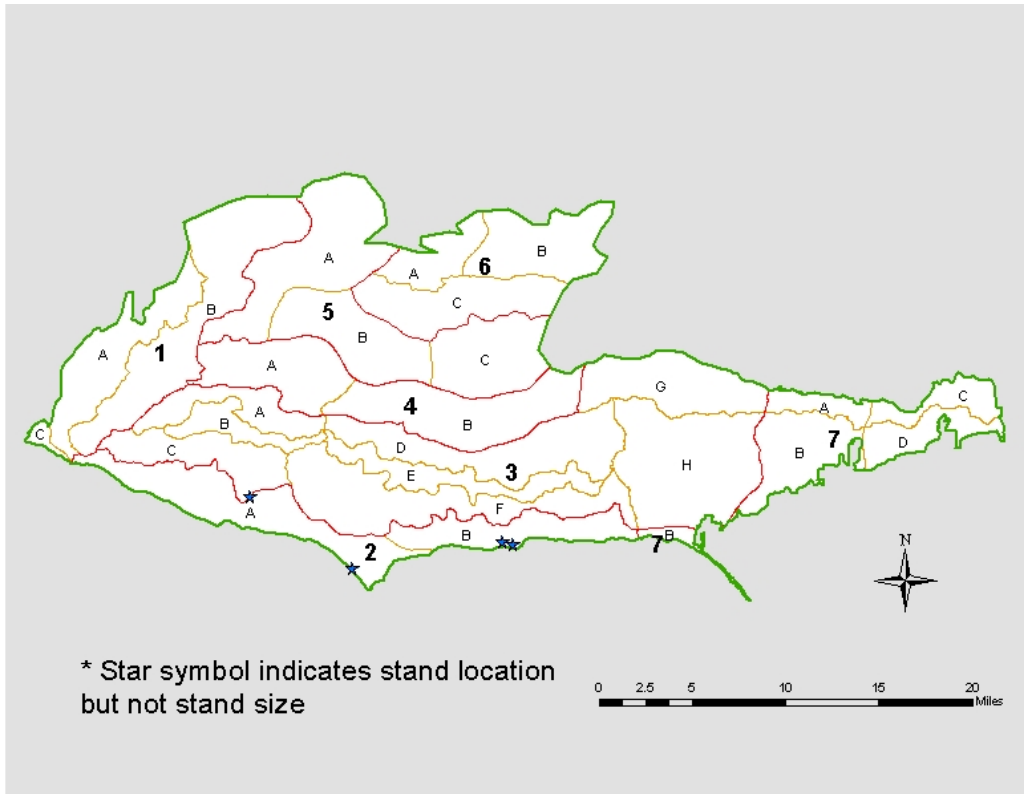 A
B
6
A
B
C
5
B
A
1
A
C
G
C
A
4
B
A
7
B
D
C
B
A
D
3
H
C
E
F
A
B
2
7
B
N
* Star symbol indicates stand location
but not stand size
0 2.5 5 10 15 20
Miles